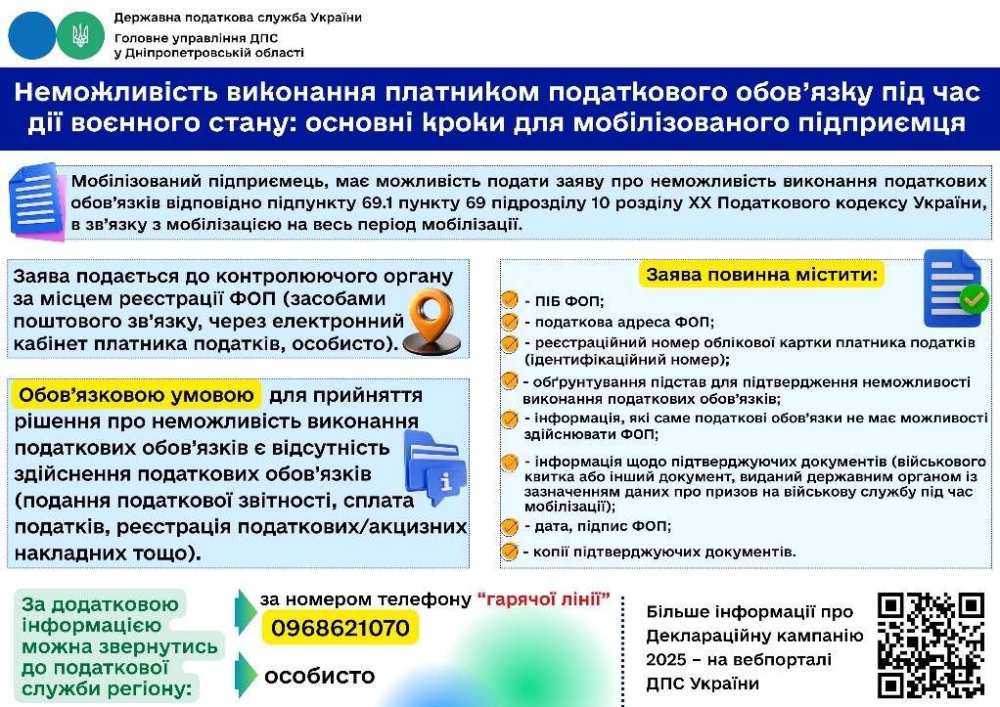 Державна податкова служба України
Головне управління ДПС
у Дніпропетровській області
Неможливість виконання платником податкового обов’язку під час
дії воєнного стану: основні кроки для мобілізованого підприємця
Мобілізований підприємець, має можливість подати заяву про неможливість виконання податкових
обов’язків відповідно підпункту 69.1 пункту 69 підрозділу 10 розділу XX Податкового кодексу України,
в зв’язку з мобілізацією на весь період мобілізації.
Заява подається до контролюючого органу
за місцем реєстрації ФОП (засобами
поштового зв’язку, через електронний
кабінет платника податків, особисто).
Обов’язковою умовою для прийняття
рішення про неможливість виконання
податкових обов’язків є відсутність
здійснення податкових обов’язків
(подання податкової звітності, сплата
податків, реєстрація податкових/акцизних
накладних тощо).
Заява повинна містити:
- ПІБ ФОП;
- податкова адреса ФОП;
- реєстраційний номер облікової картки платника податків
(ідентифікаційний номер);
- обґрунтування підстав для підтвердження неможливості
виконання податкових обов’язків;
- інформація, які саме податкові обов’язки не має можливості
здійснювати ФОП;
- інформація щодо підтверджуючих документів (військового
квитка або інший документ, виданий державним органом із
зазначенням даних про призов на військову службу під час
мобілізації);
- дата, підпис ФОП;
- копії підтверджуючих документів.
За додатковою
інформацією
можна звернутись
до податкової
служби регіону:
за номером телефону “гарячої лінії”
0968621070
особисто
Більше інформації про
Деклараційну кампанію
2025 – на вебпорталі
ДПС України